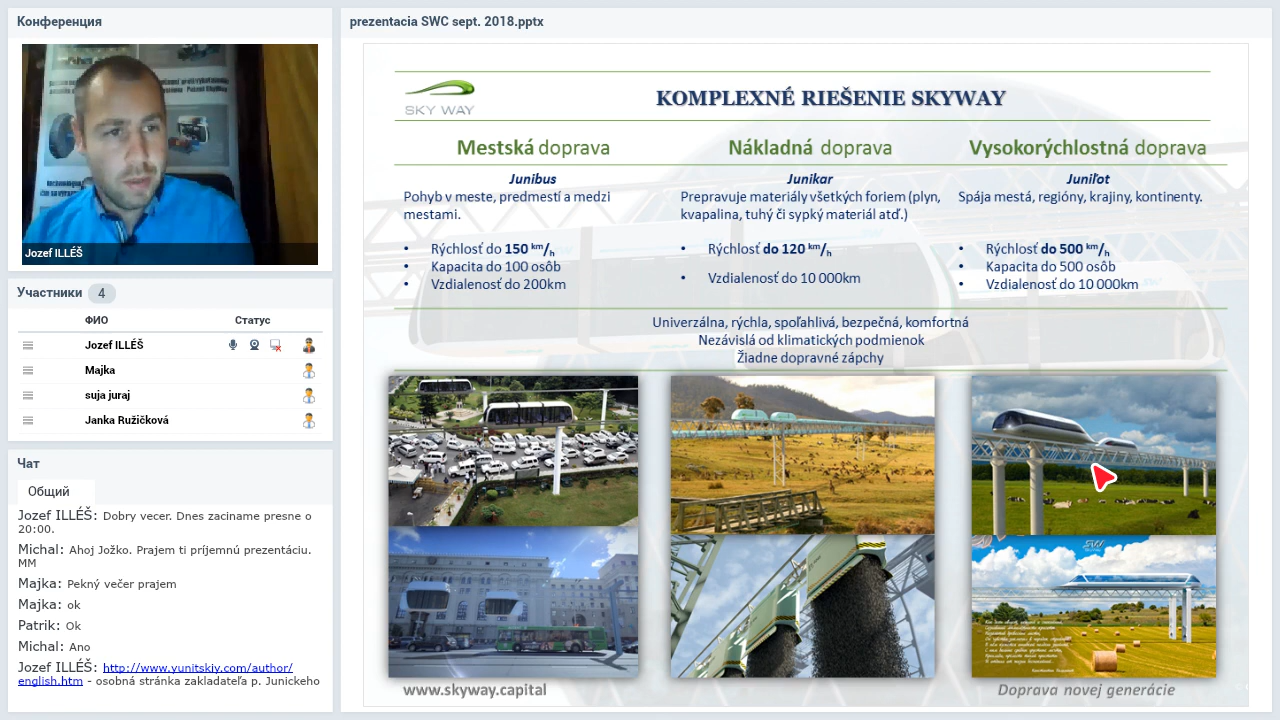 Конференция
Jozef ILLÉŠ
Участники 4
ФИО Статус
Jozef ILLÉŠ
Majka
suja juraj
Janka Ružičková
Чат
Общий
Jozef ILLÉŠ: Dobry vecer. Dnes zaciname presne o
20:00.
Michal: Ahoj Jožko. Prajem ti príjemnú prezentáciu.
MM
Majka: Pekný večer prajem
Majka: ok
Patrik: Ok
Michal: Ano
Jozef ILLÉŠ: http://www.yunitskiy.com/author/
english.htm - osobná stránka zakladateľa p. Junickeho
prezentacia SWC sept. 2018.pptx
SKY WAY
KOMPLEXNÉ RIEŠENIE SKYWAY
Mestská doprava
Junibus
Pohyb v meste, predmestí a medzi
mestami.
• Rýchlosť do 150 km/h
• Kapacita do 100 osôb
• Vzdialenosť do 200km
Nákladná doprava
Junikar
Prepravuje materiály všetkých foriem (plyn,
kvapalina, tuhý či sypký materiál atď.)
• Rýchlosť do 120 km/h
• Vzdialenosť do 10 000km
Vysokorýchlostná doprava
Juniľot
Spája mestá, regióny, krajiny, kontinenty.
• Rýchlosť do 500 km/h
• Kapacita do 500 osôb
• Vzdialenosť do 10 000km
Univerzálna, rýchla, spoľahlivá, bezpečná, komfortná
Nezávislá od klimatických podmienok
Žiadne dopravné zápchy
www.skyway.capital
Doprava novej generácie